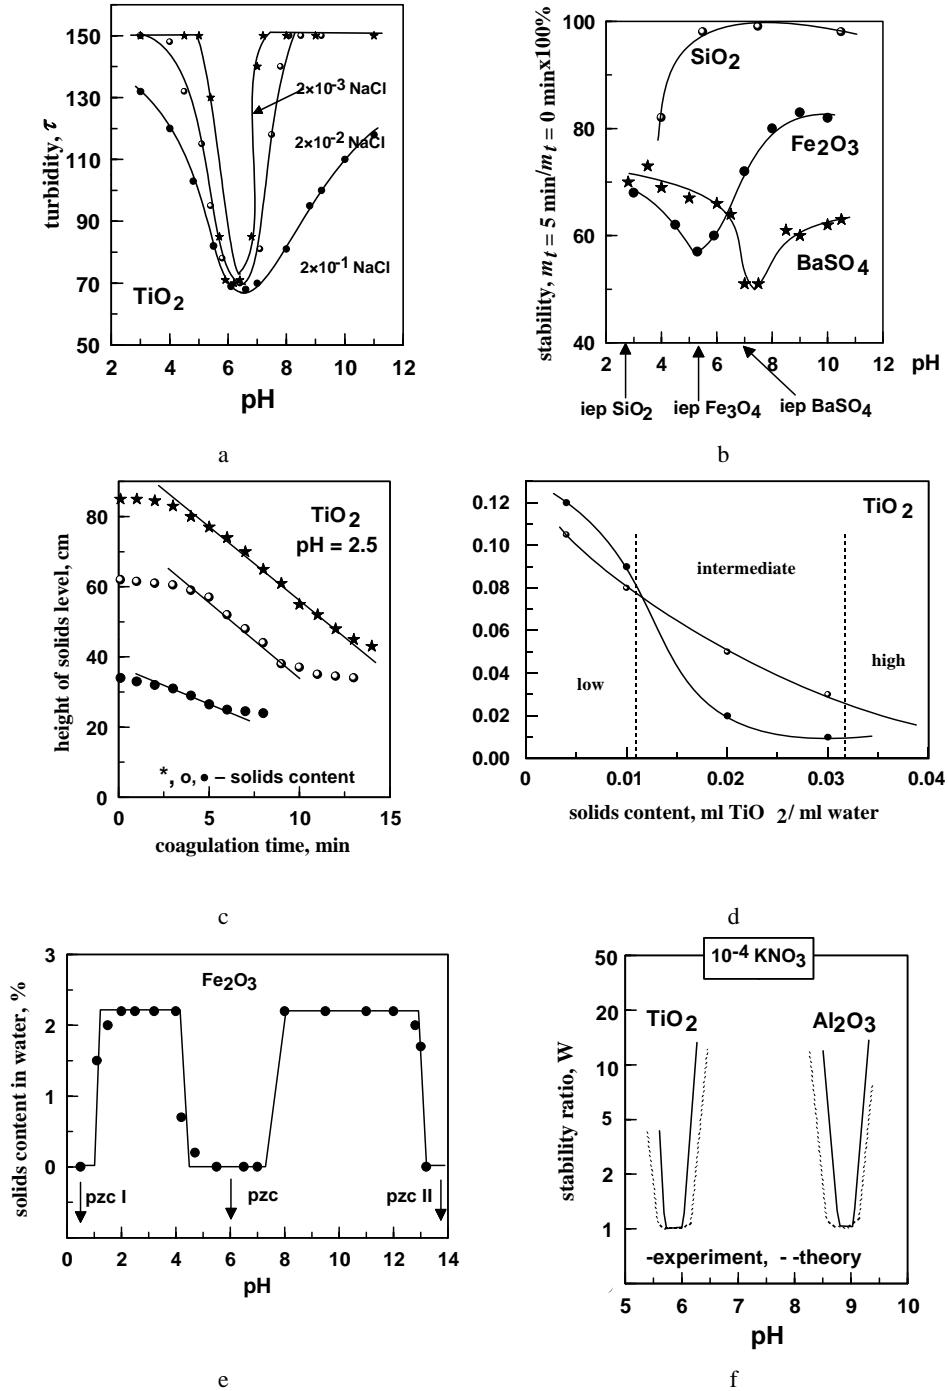 turbidity, τ
150
130
110
90
70
50
2×10⁻³ NaCl
2×10⁻² NaCl
2×10⁻¹ NaCl
TiO₂
2 4 6 8 10 12
pH
a
stability, mₜ = 5 min/mₜ = 0 min×100%
100
80
60
40
SiO₂
Fe₂O₃
BaSO₄
2 4 6 8 10 12 pH
iep SiO₂ iep Fe₃O₄ iep BaSO₄
b
height of solids level, cm
80
60
40
20
0
TiO₂
pH = 2.5
*, o, ● – solids content
0 5 10 15
coagulation time, min
c
0.12
0.10
0.08
0.06
0.04
0.02
0.00
TiO₂
intermediate
low
high
0 0.01 0.02 0.03 0.04
solids content, ml TiO ₂/ ml water
d
solids content in water, %
3
2
1
0
Fe₂O₃
pzc I pzc pzc II
0 2 4 6 8 10 12 14
pH
e
stability ratio, W
50
20
10
5
2
1
10⁻⁴ KNO₃
TiO₂ Al₂O₃
-experiment, - -theory
5 6 7 8 9 10
pH
f